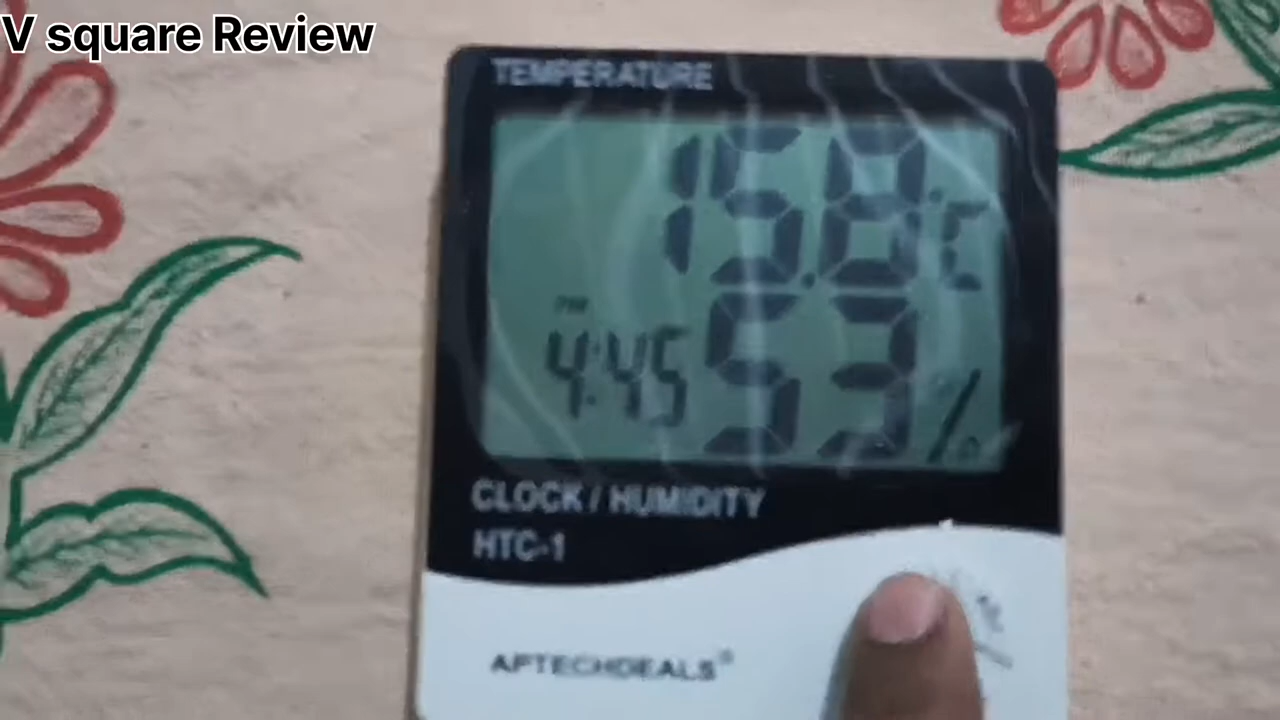 V square Review
TEMPERATURE
15.8°C
PM
4:45 53%
CLOCK / HUMIDITY
HTC-1
APTECHDEALS®